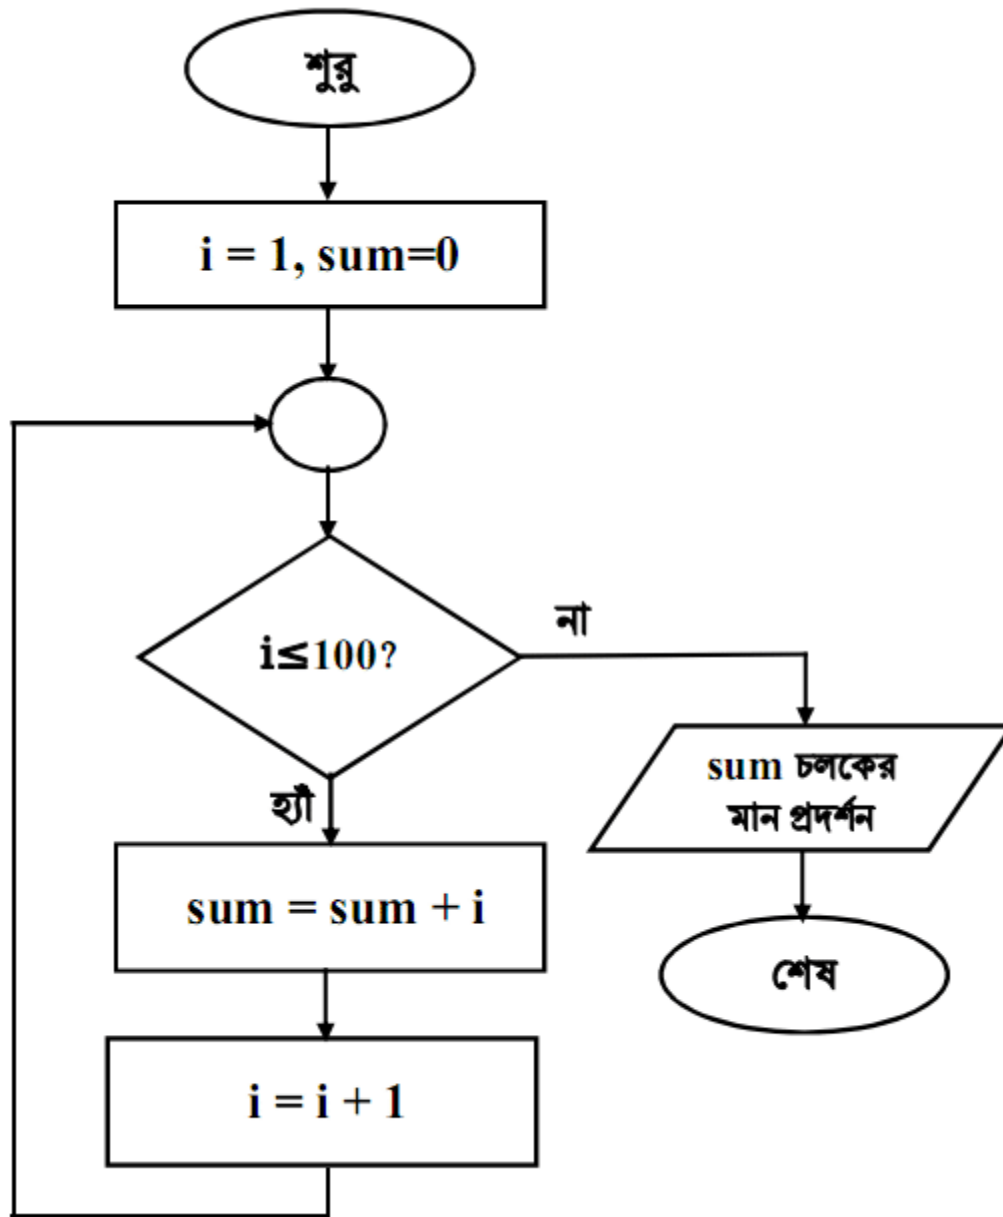 শুরু
i = 1, sum=0
i≤100?
না
হ্যাঁ
sum চলকের
মান প্রদর্শন
sum = sum + i
শেষ
i = i + 1